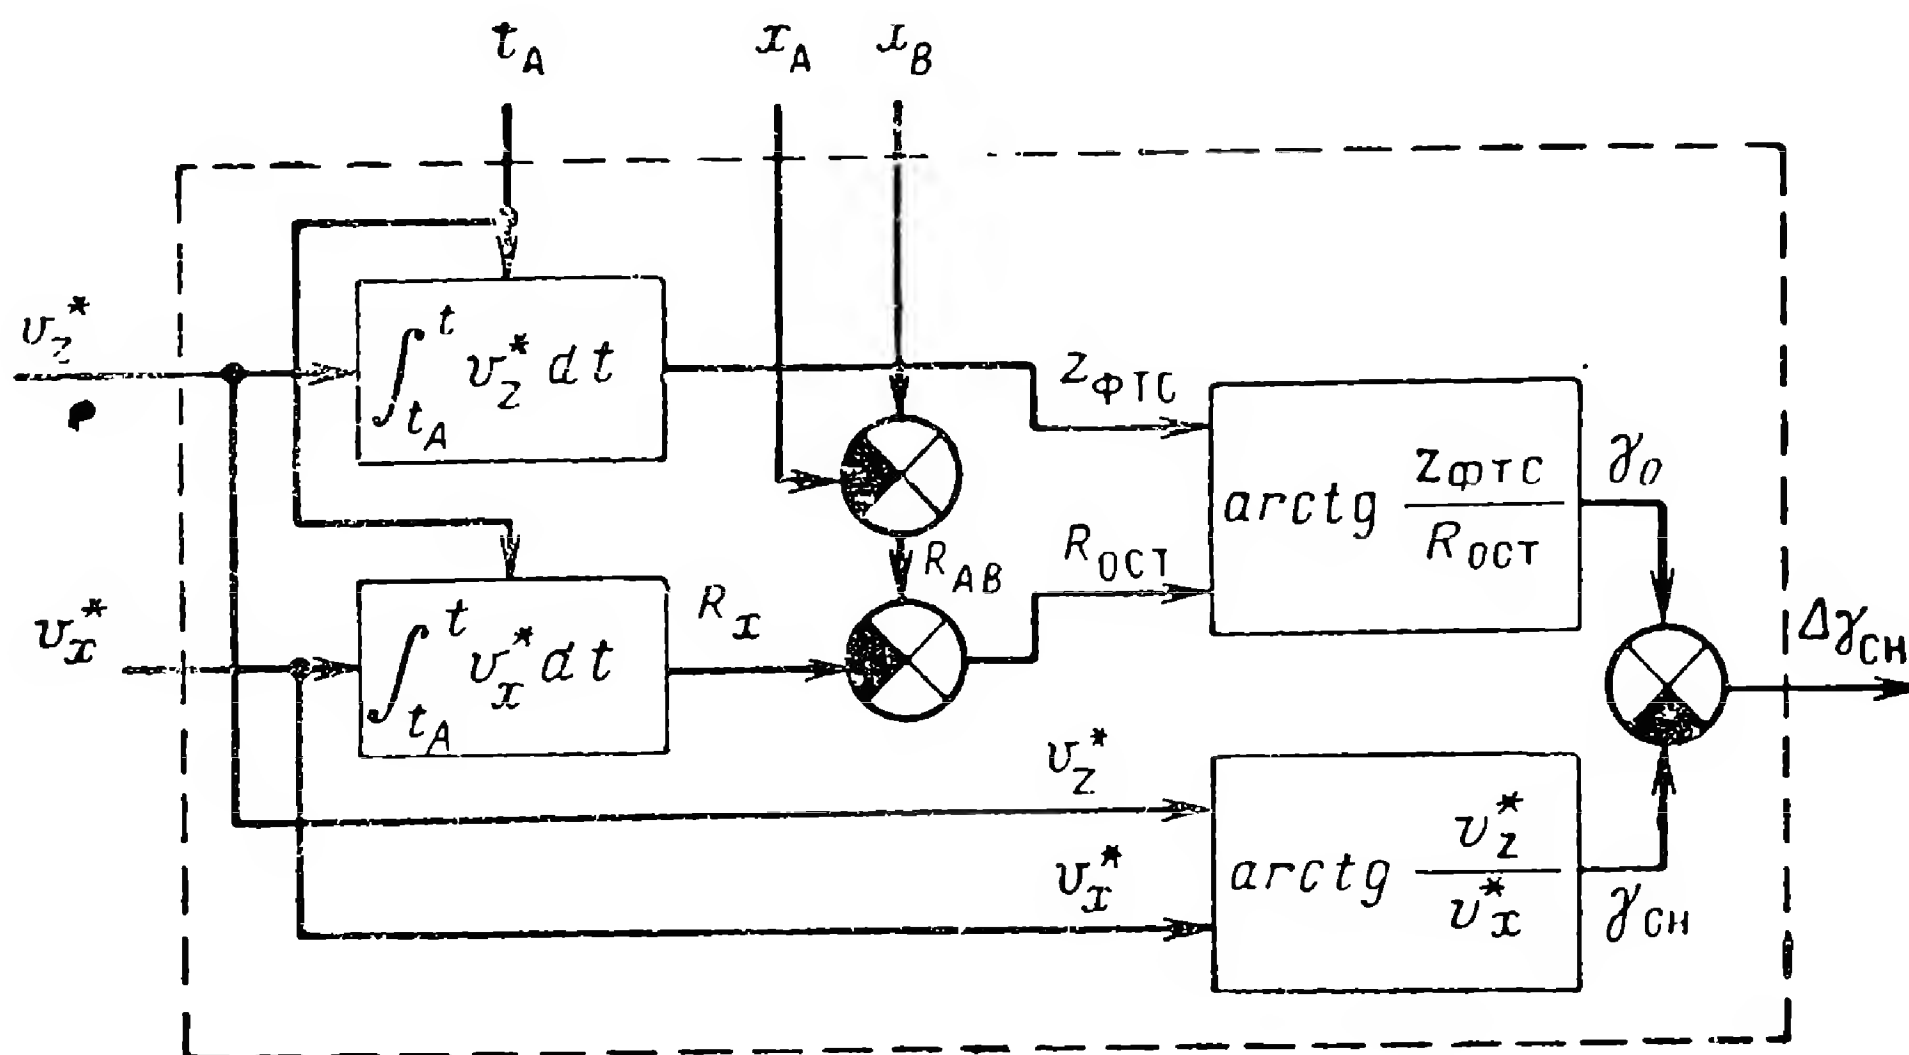 t_A x_A x_B
v_z^*
∫_{t_A}^{t} v_z^* dt
z_ФТС
arctg z_ФТС / R_ОСТ
γ_0
R_AB
R_ОСТ
v_x^*
∫_{t_A}^{t} v_x^* dt
R_x
Δγ_СН
v_z^*
v_x^*
arctg v_z^* / v_x^*
γ_СН